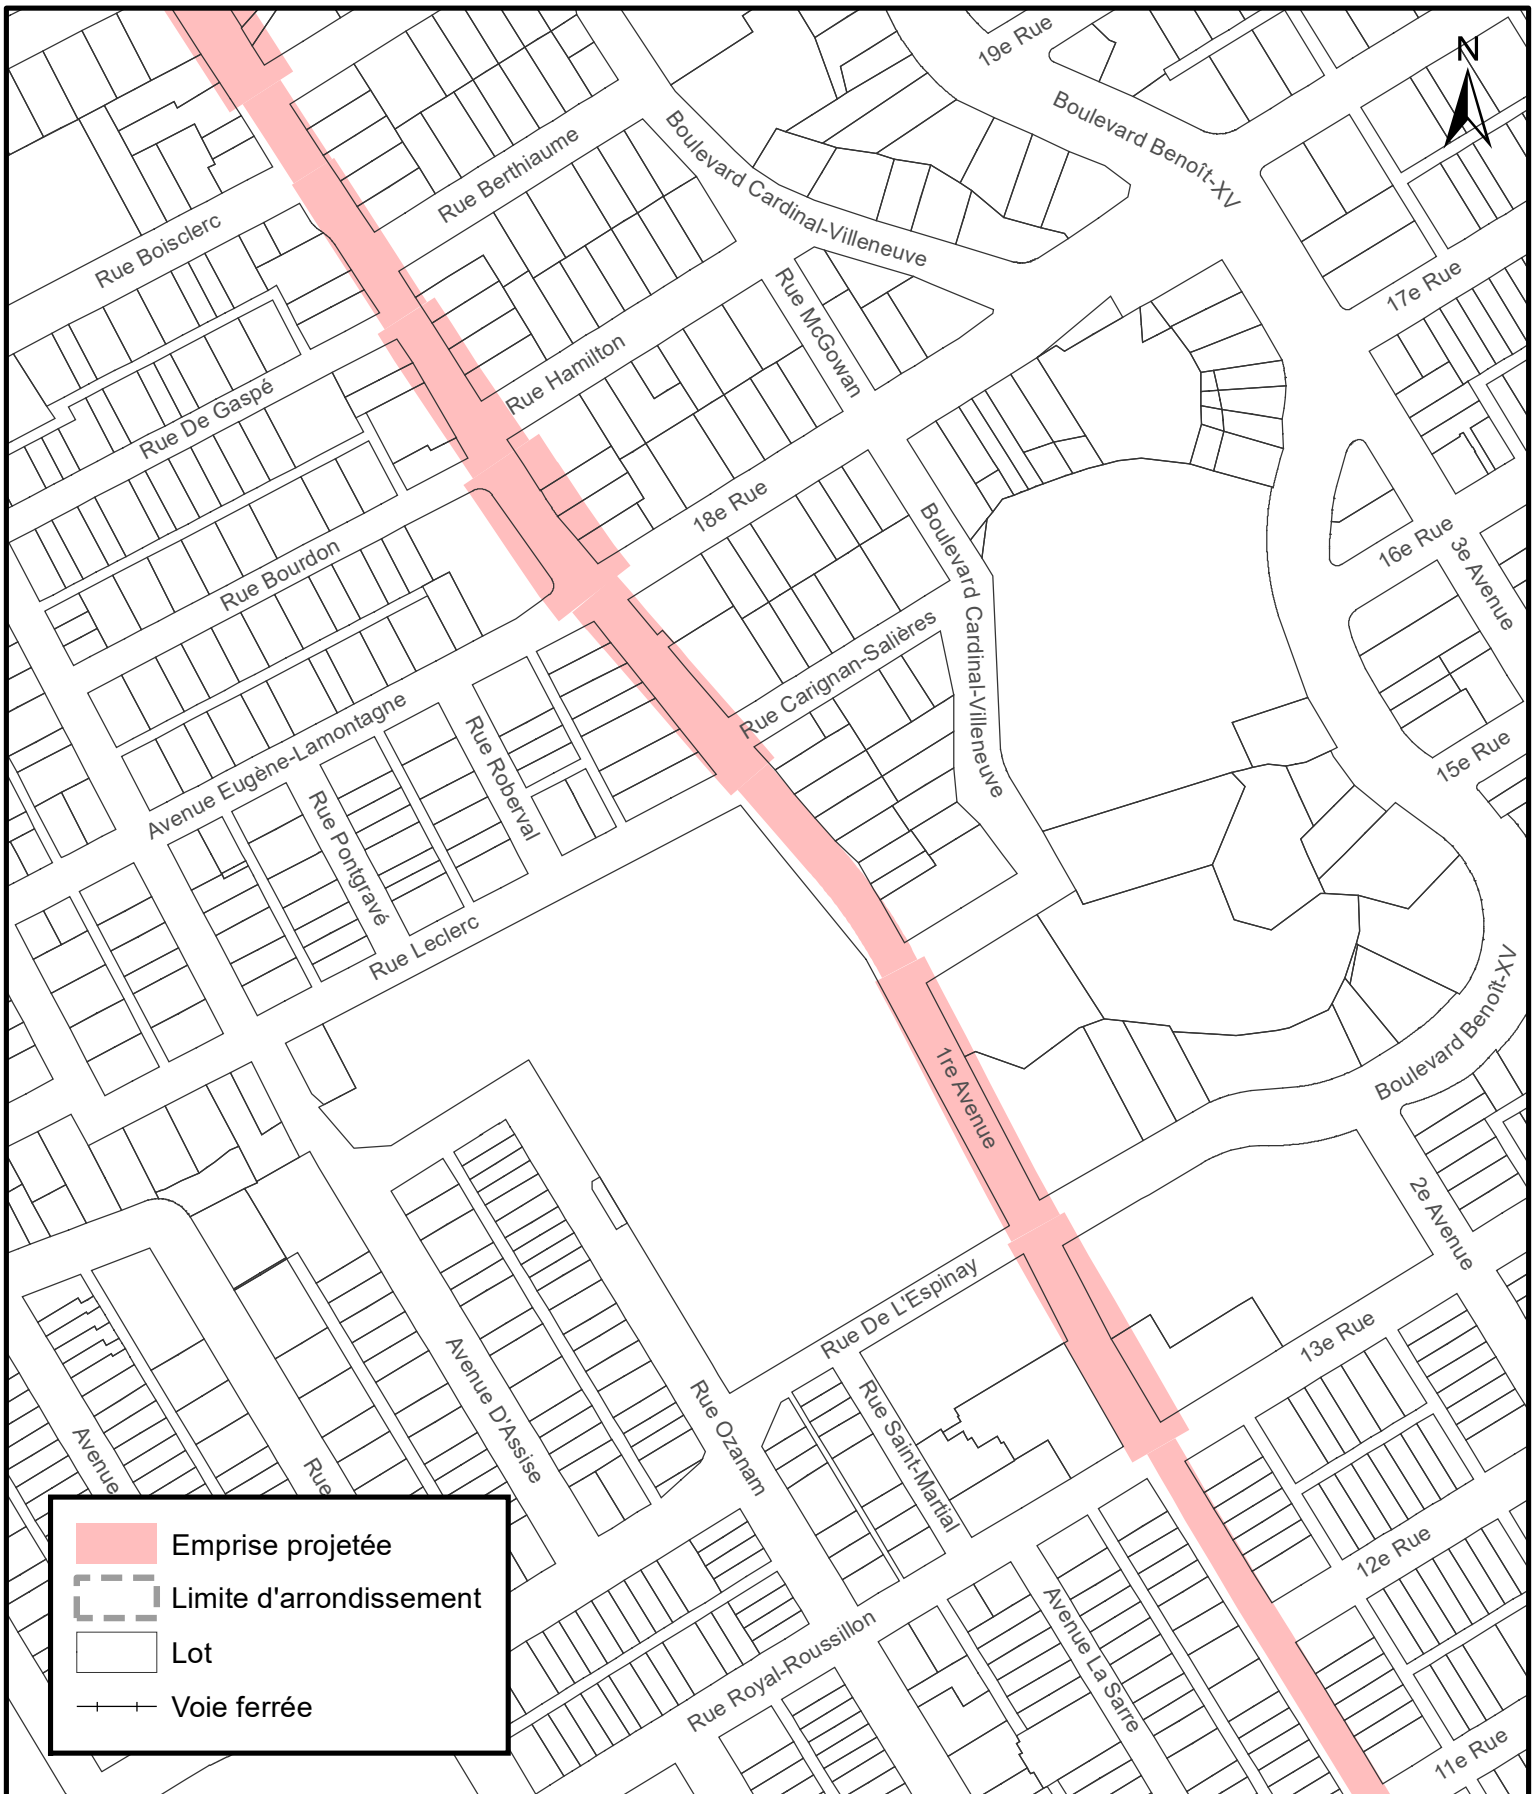 19e Rue
N
Boulevard Benoît-XV
Boulevard Cardinal-Villeneuve
Rue Berthiaume
Rue Boisclerc
17e Rue
Rue McGowan
Rue Hamilton
Rue De Gaspé
18e Rue
Boulevard Cardinal-Villeneuve
16e Rue
3e Avenue
Rue Bourdon
Rue Carignan-Salières
Avenue Eugène-Lamontagne
Rue Roberval
15e Rue
Rue Pontgravé
Rue Leclerc
Boulevard Benoît-XV
1re Avenue
2e Avenue
Rue De L'Espinay
13e Rue
Avenue D'Assise
Rue Ozanam
Rue Saint-Martial
Avenue
Rue
12e Rue
Avenue La Sarre
Rue Royal-Roussillon
11e Rue
Emprise projetée
Limite d'arrondissement
Lot
Voie ferrée